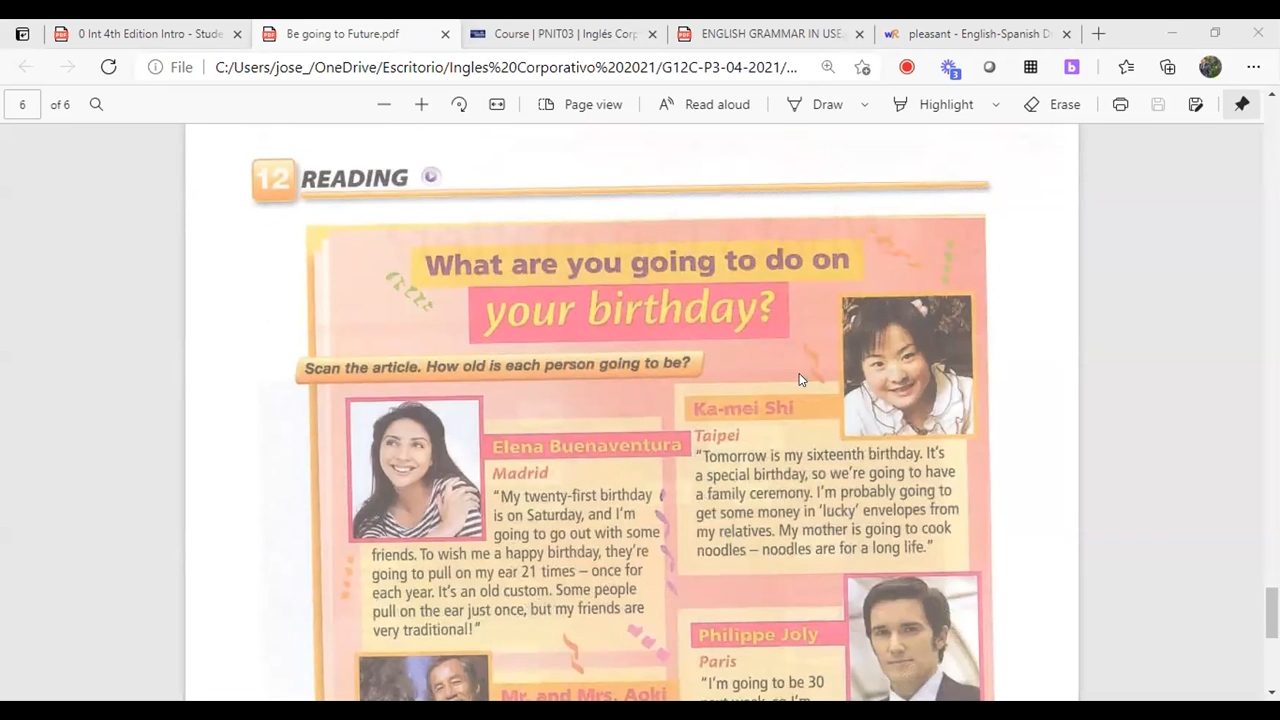 0 Int 4th Edition Intro - Stude
Be going to Future.pdf
Course | PNIT03 | Inglés Corp
ENGLISH GRAMMAR IN USE
pleasant - English-Spanish D
File
C:/Users/jose_/OneDrive/Escritorio/Ingles%20Corporativo%202021/G12C-P3-04-2021/...
3
b
6
of 6
Page view
Read aloud
Draw
Highlight
Erase
12 READING
What are you going to do on
your birthday?
Scan the article. How old is each person going to be?
Elena Buenaventura
Madrid
"My twenty-first birthday
is on Saturday, and I'm
going to go out with some
friends. To wish me a happy birthday, they're
going to pull on my ear 21 times – once for
each year. It's an old custom. Some people
pull on the ear just once, but my friends are
very traditional!"
Mr. and Mrs. Aoki
Ka-mei Shi
Taipei
"Tomorrow is my sixteenth birthday. It's
a special birthday, so we're going to have
a family ceremony. I'm probably going to
get some money in 'lucky' envelopes from
my relatives. My mother is going to cook
noodles – noodles are for a long life."
Philippe Joly
Paris
"I'm going to be 30
next week, so I'm